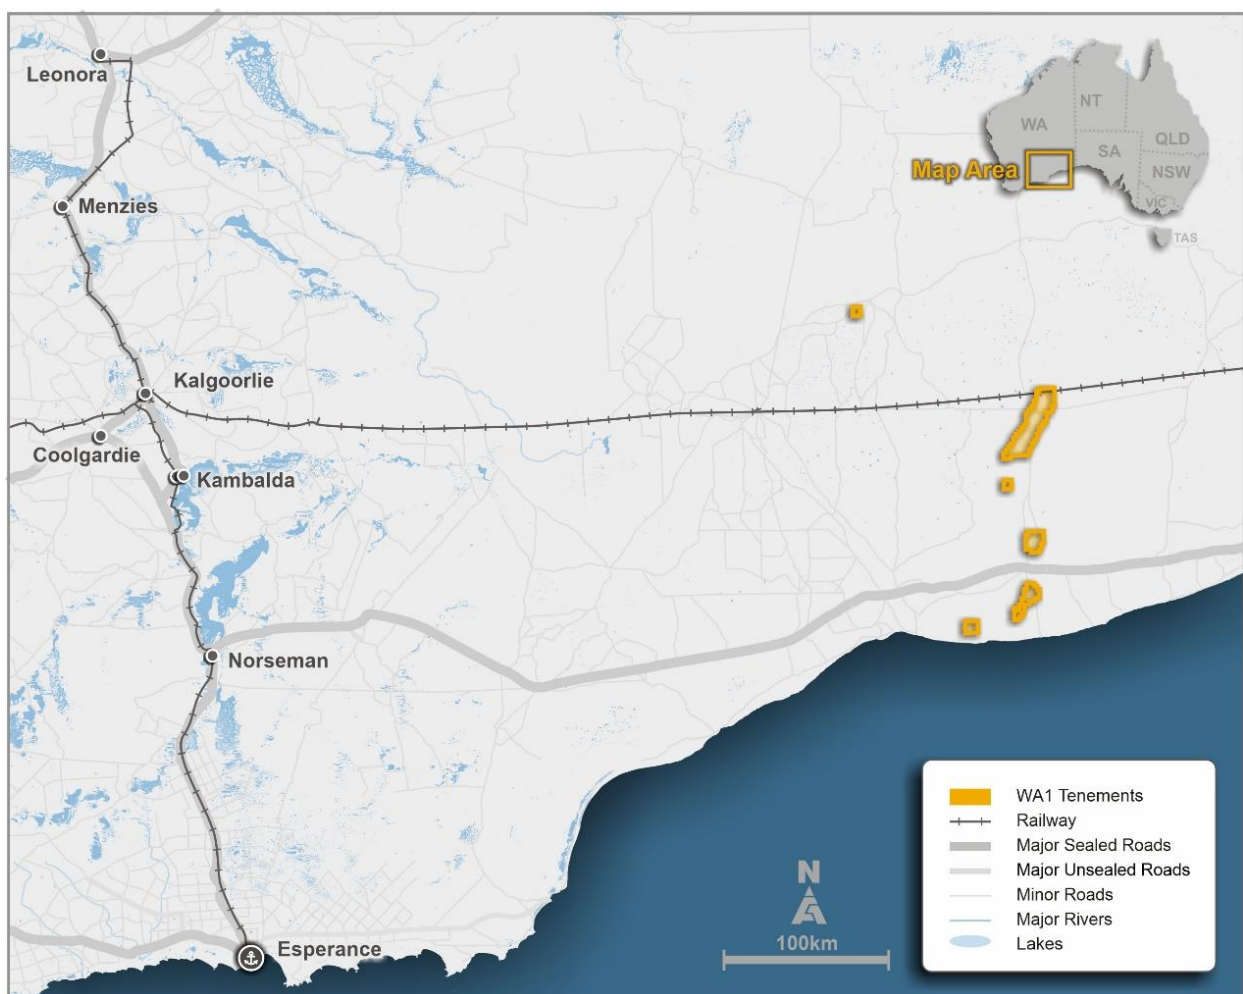 Leonora
Menzies
Kalgoorlie
Coolgardie
Kambalda
Norseman
Esperance
WA
NT
SA
QLD
NSW
VIC
TAS
Map Area
N
100km
WA1 Tenements
Railway
Major Sealed Roads
Major Unsealed Roads
Minor Roads
Major Rivers
Lakes